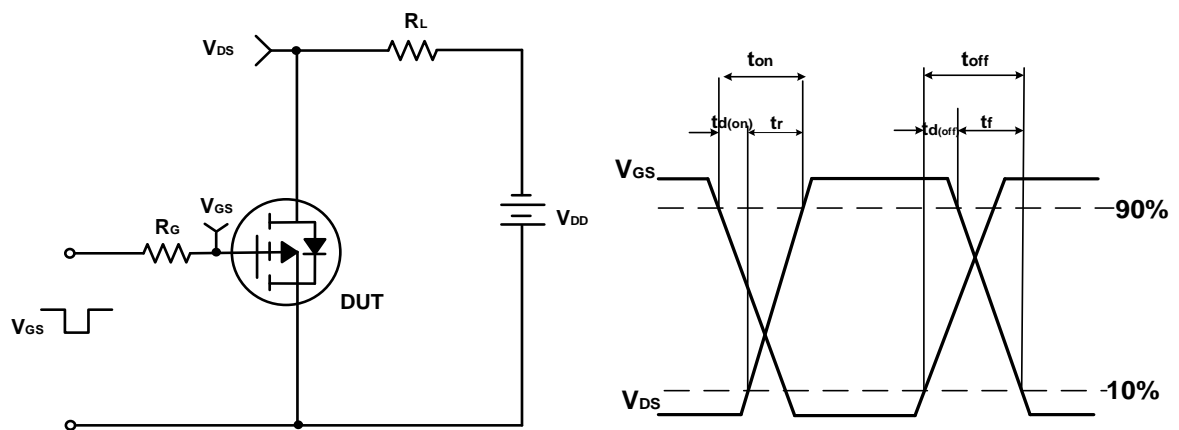 RL
VDS
VGS
RG
VDD
DUT
VGS
ton
toff
td(on)
tr
td(off)
tf
VGS
90%
10%
VDS